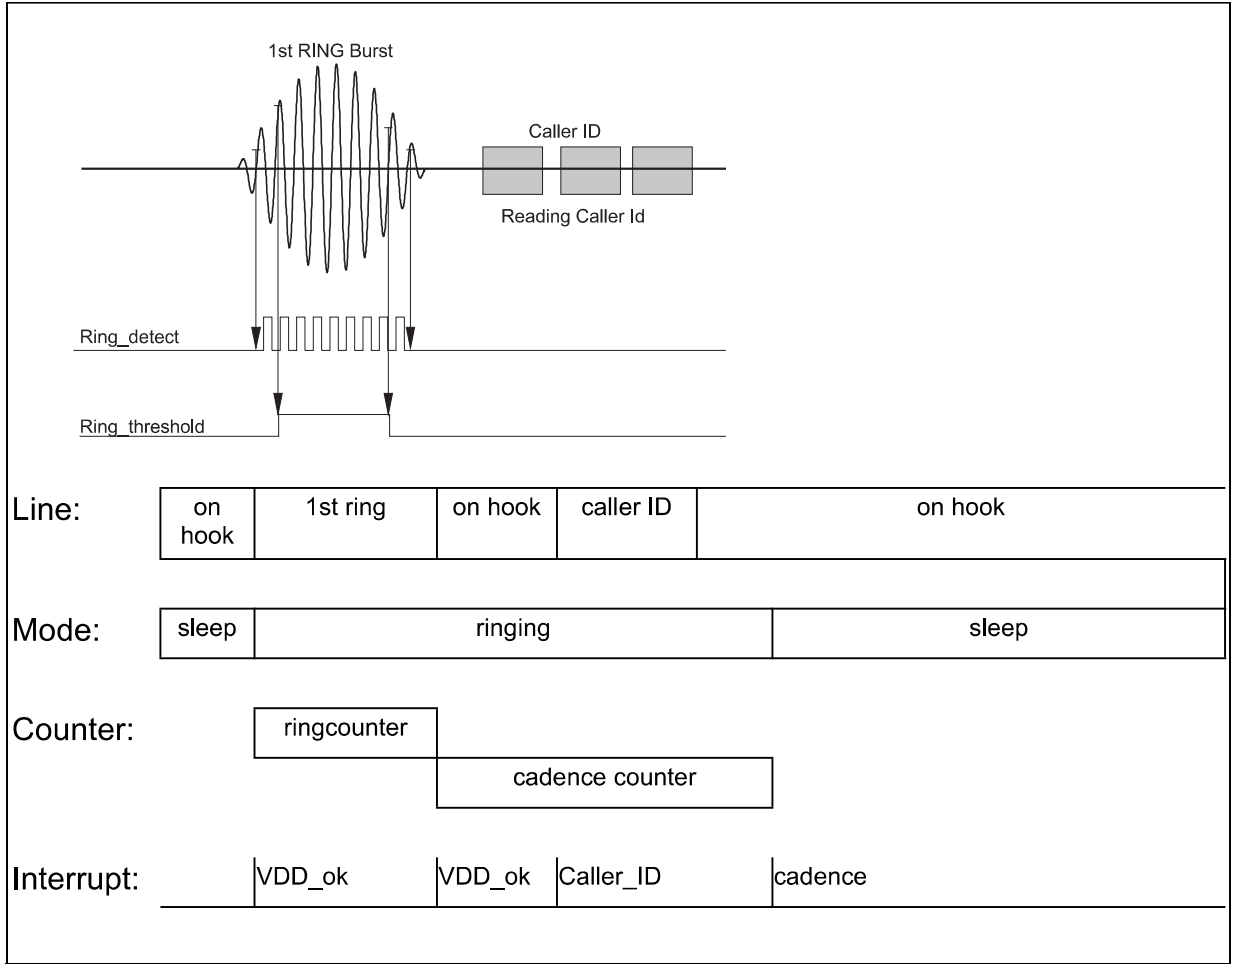 1st RING Burst
Caller ID
Reading Caller Id
Ring_detect
Ring_threshold
Line:
on
hook
1st ring
on hook
caller ID
on hook
Mode:
sleep
ringing
sleep
Counter:
ringcounter
cadence counter
Interrupt:
VDD_ok
VDD_ok
Caller_ID
cadence